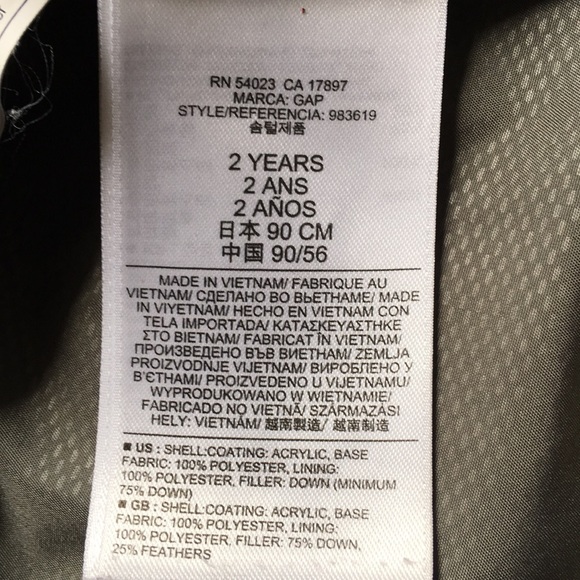 RN 54023 CA 17897
MARCA: GAP
STYLE/REFERENCIA: 983619
솜털제품
2 YEARS
2 ANS
2 AÑOS
日本 90 CM
中国 90/56
MADE IN VIETNAM/ FABRIQUE AU
VIETNAM/ СДЕЛАНО ВО ВЬЕТНАМЕ/ MADE
IN VIYETNAM/ HECHO EN VIETNAM CON
TELA IMPORTADA/ ΚΑΤΑΣΚΕΥΑΣΤΗΚΕ
ΣΤΟ ΒΙΕΤΝΑΜ/ FABRICAT ÎN VIETNAM/
ПРОИЗВЕДЕНО ВЪВ ВИЕТНАМ/ ZEMLJA
PROIZVODNJE VIJETNAM/ ВИРОБЛЕНО У
В'ЄТНАМІ/ PROIZVEDENO U VIJETNAMU/
WYPRODUKOWANO W WIETNAMIE/
FABRICADO NO VIETNÃ/ SZÁRMAZÁSI
HELY: VIETNÁM/ 越南製造/ 越南制造
US : SHELL:COATING: ACRYLIC, BASE
FABRIC: 100% POLYESTER, LINING:
100% POLYESTER, FILLER: DOWN (MINIMUM
75% DOWN)
GB : SHELL:COATING: ACRYLIC, BASE
FABRIC: 100% POLYESTER, LINING:
100% POLYESTER, FILLER: 75% DOWN,
25% FEATHERS